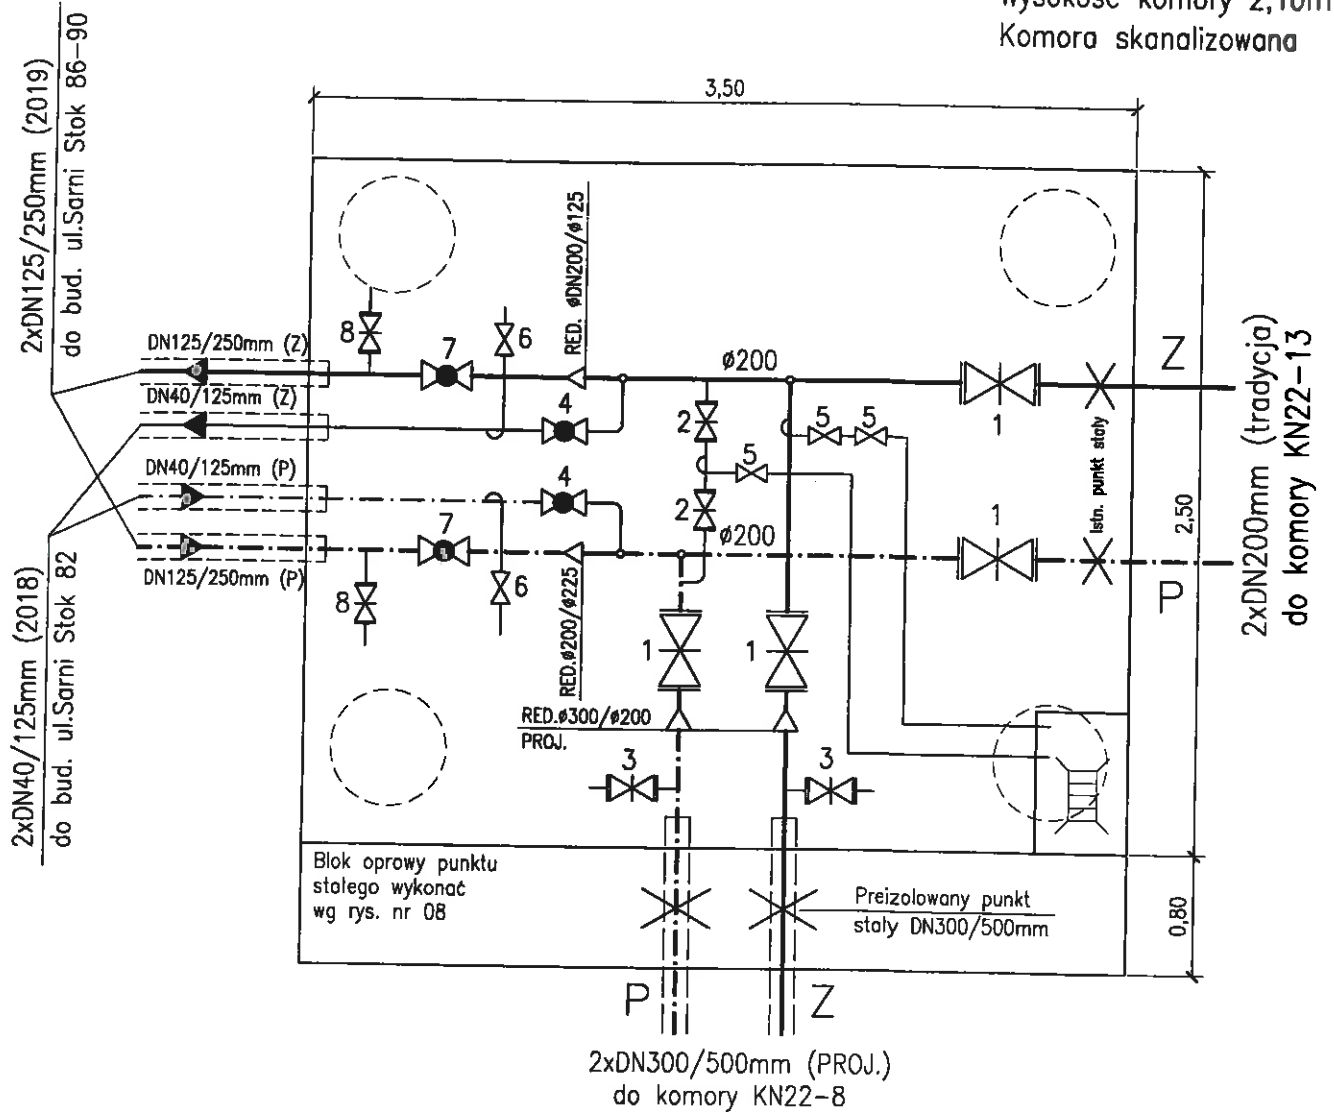 wysokość komory 2,10m
Komora skanalizowana
3,50
2xDN125/250mm (2019)
do bud. ul.Sarni Stok 86-90
RED. øDN200/ø125
DN125/250mm (Z)
8
7
6
ø200
Z
DN40/125mm (Z)
4
2
5
5
1
Istn. punkt stały
2xDN200mm (tradycja)
do komory KN22-13
DN40/125mm (P)
4
5
2,50
7
2
ø200
1
DN125/250mm (P)
8
6
P
2xDN40/125mm (2018)
do bud. ul.Sarni Stok 82
RED.ø200/ø225
1
1
RED.ø300/ø200
PROJ.
3
3
Blok oprowy punktu
stałego wykonać
wg rys. nr 08
Preizolowany punkt
stały DN300/500mm
0,80
P
Z
2xDN300/500mm (PROJ.)
do komory KN22-8